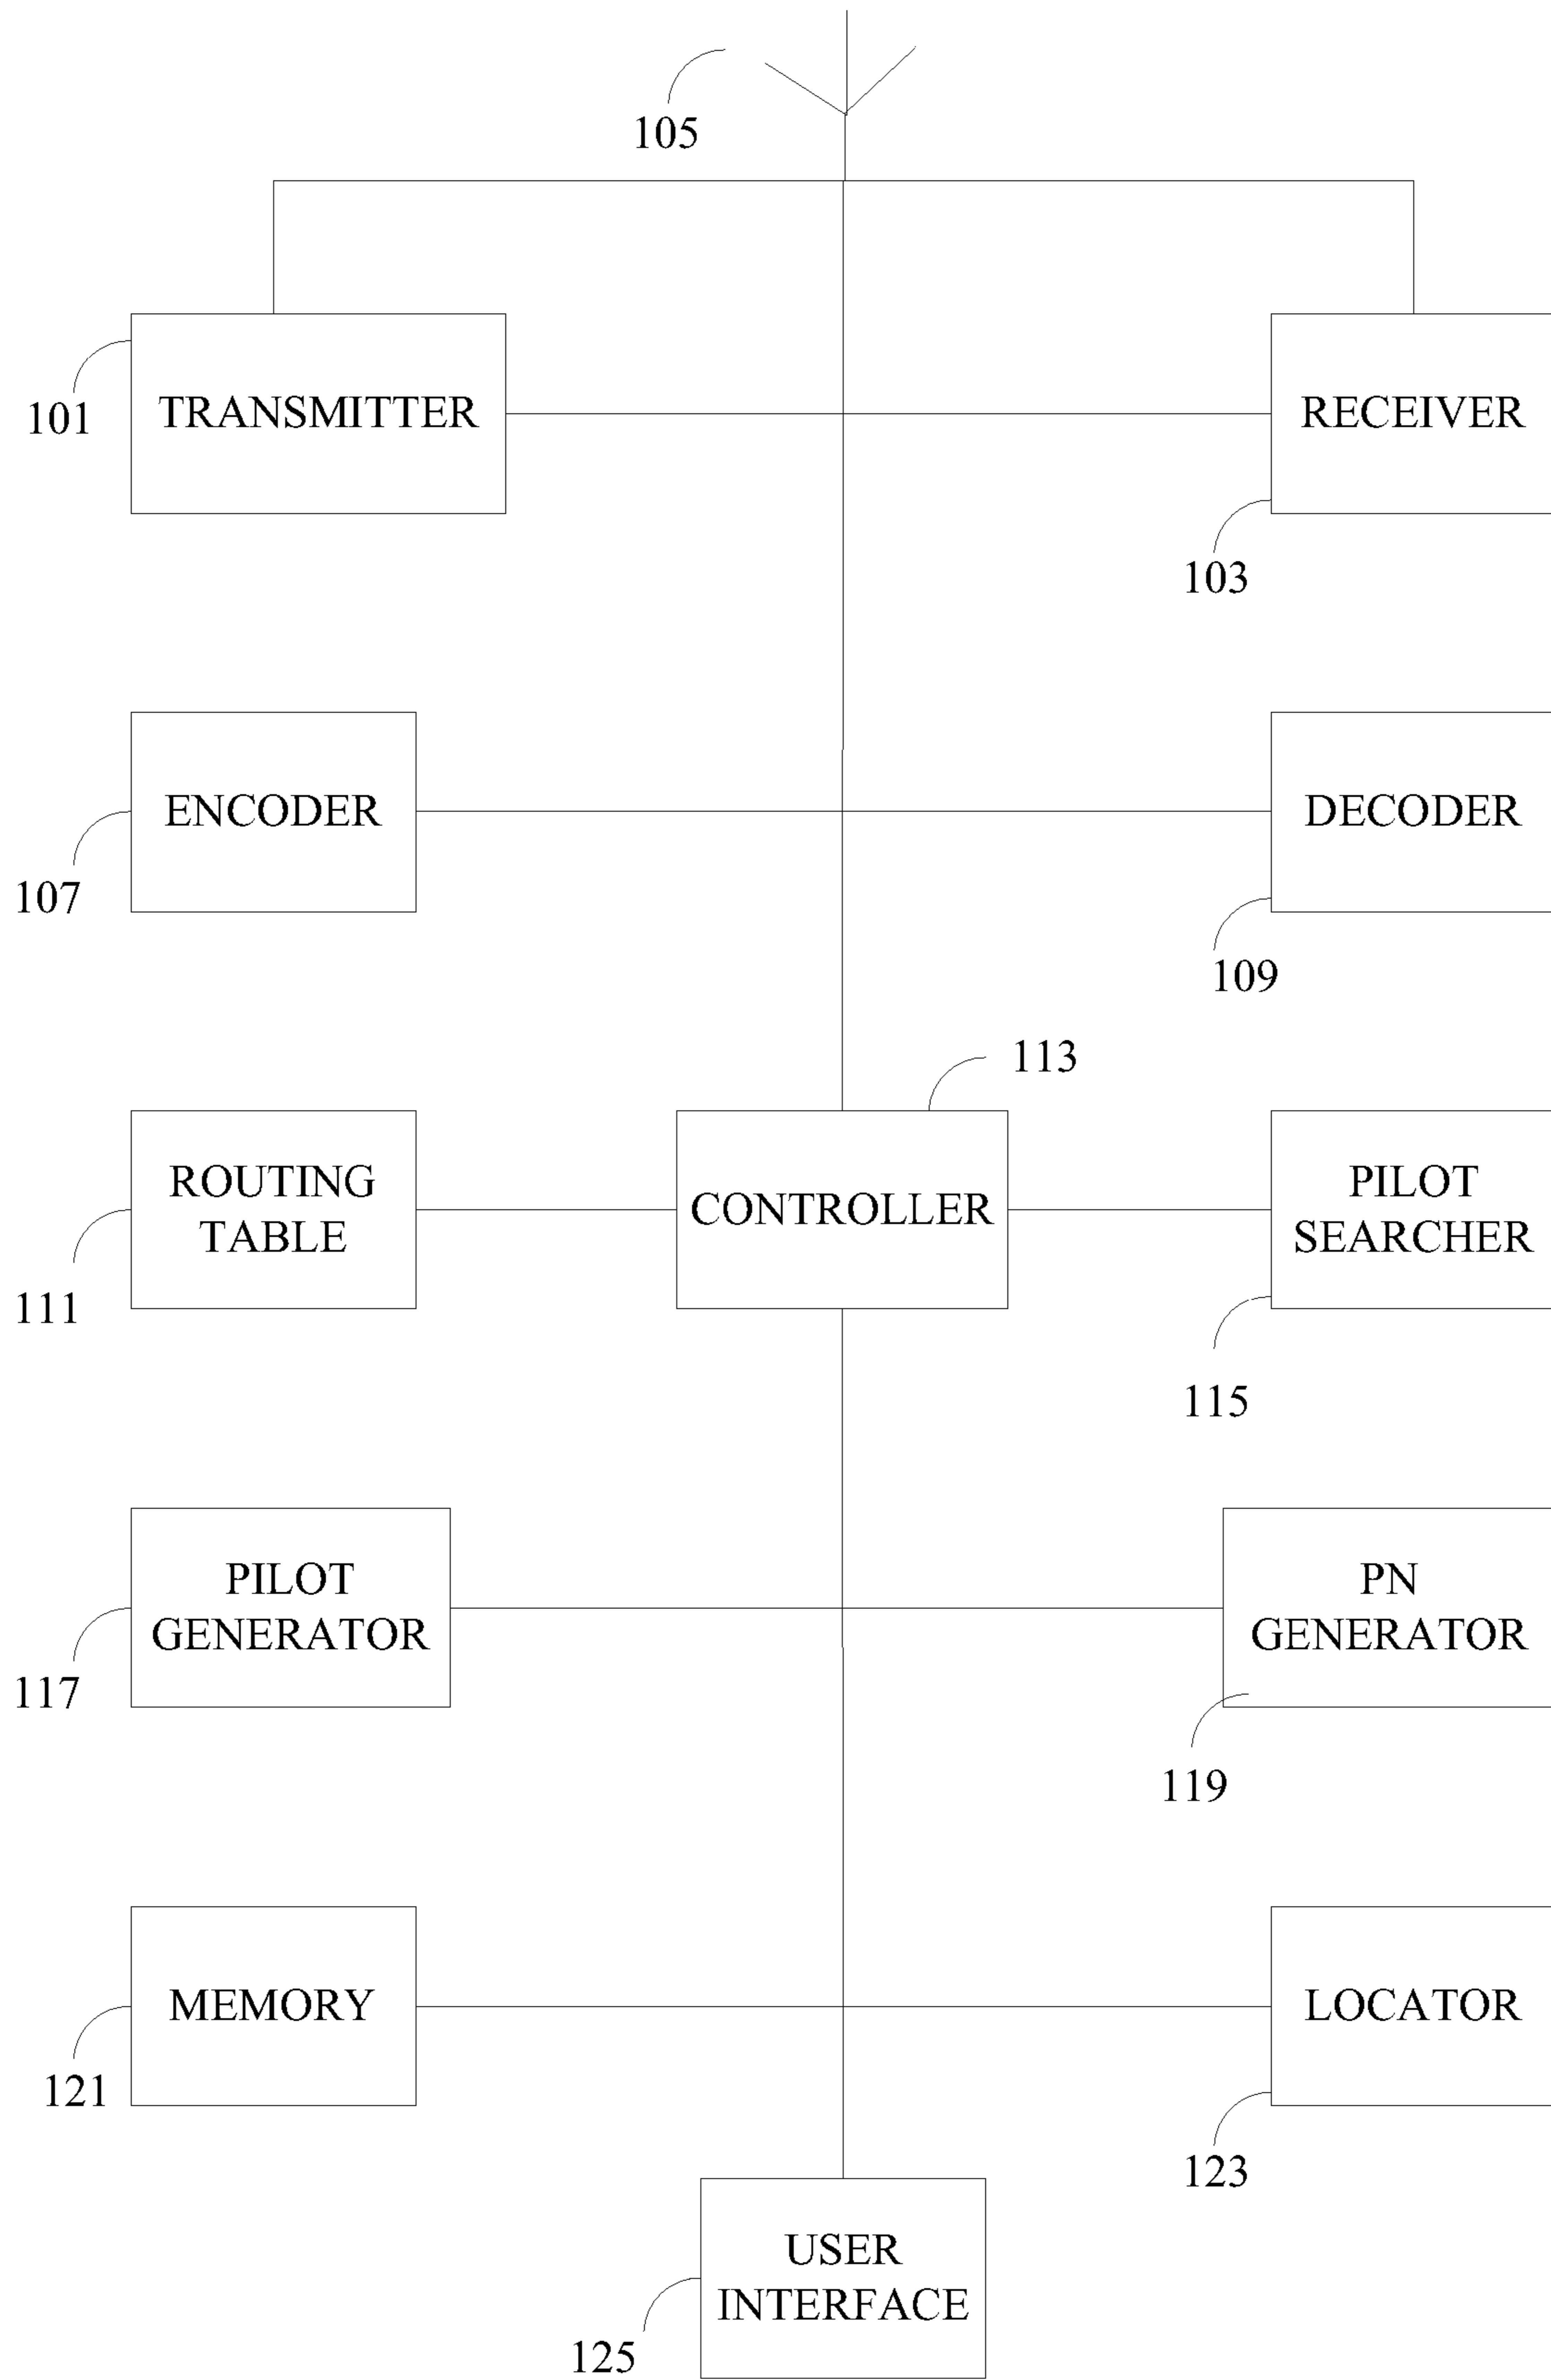 105
TRANSMITTER
RECEIVER
101
103
ENCODER
DECODER
107
109
113
ROUTING
TABLE
CONTROLLER
PILOT
SEARCHER
111
115
PILOT
GENERATOR
PN
GENERATOR
117
119
MEMORY
LOCATOR
121
123
USER
INTERFACE
125